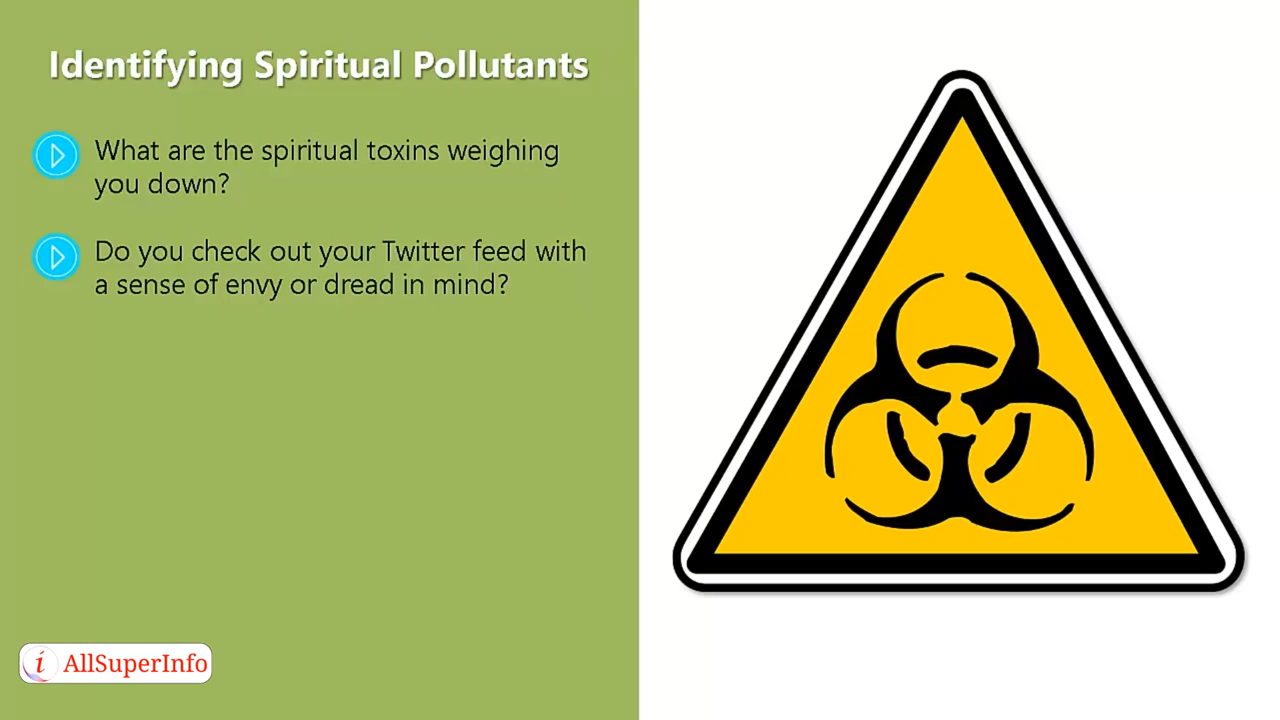 Identifying Spiritual Pollutants
What are the spiritual toxins weighing
you down?
Do you check out your Twitter feed with
a sense of envy or dread in mind?
i AllSuperInfo